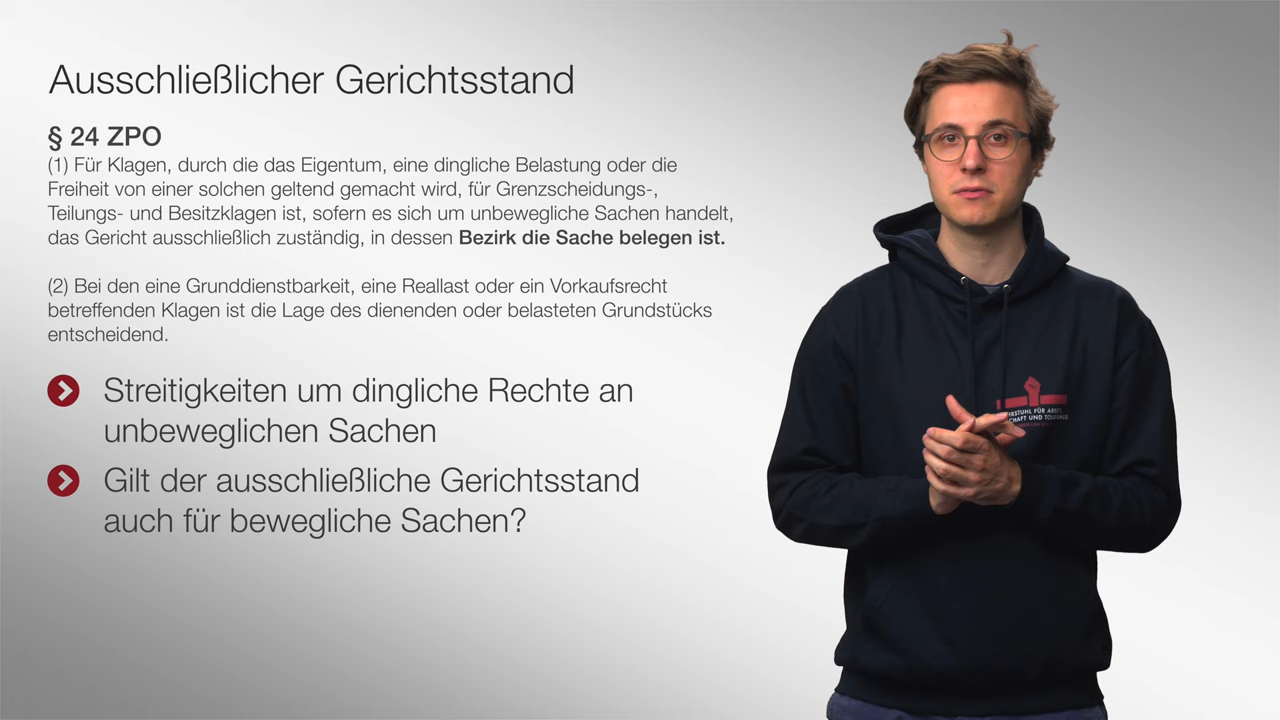 Ausschließlicher Gerichtsstand
§ 24 ZPO
(1) Für Klagen, durch die das Eigentum, eine dingliche Belastung oder die
Freiheit von einer solchen geltend gemacht wird, für Grenzscheidungs-,
Teilungs- und Besitzklagen ist, sofern es sich um unbewegliche Sachen handelt,
das Gericht ausschließlich zuständig, in dessen Bezirk die Sache belegen ist.
(2) Bei den eine Grunddienstbarkeit, eine Reallast oder ein Vorkaufsrecht
betreffenden Klagen ist die Lage des dienenden oder belasteten Grundstücks
entscheidend.
Streitigkeiten um dingliche Rechte an
unbeweglichen Sachen
Gilt der ausschließliche Gerichtsstand
auch für bewegliche Sachen?
FÜR
UND